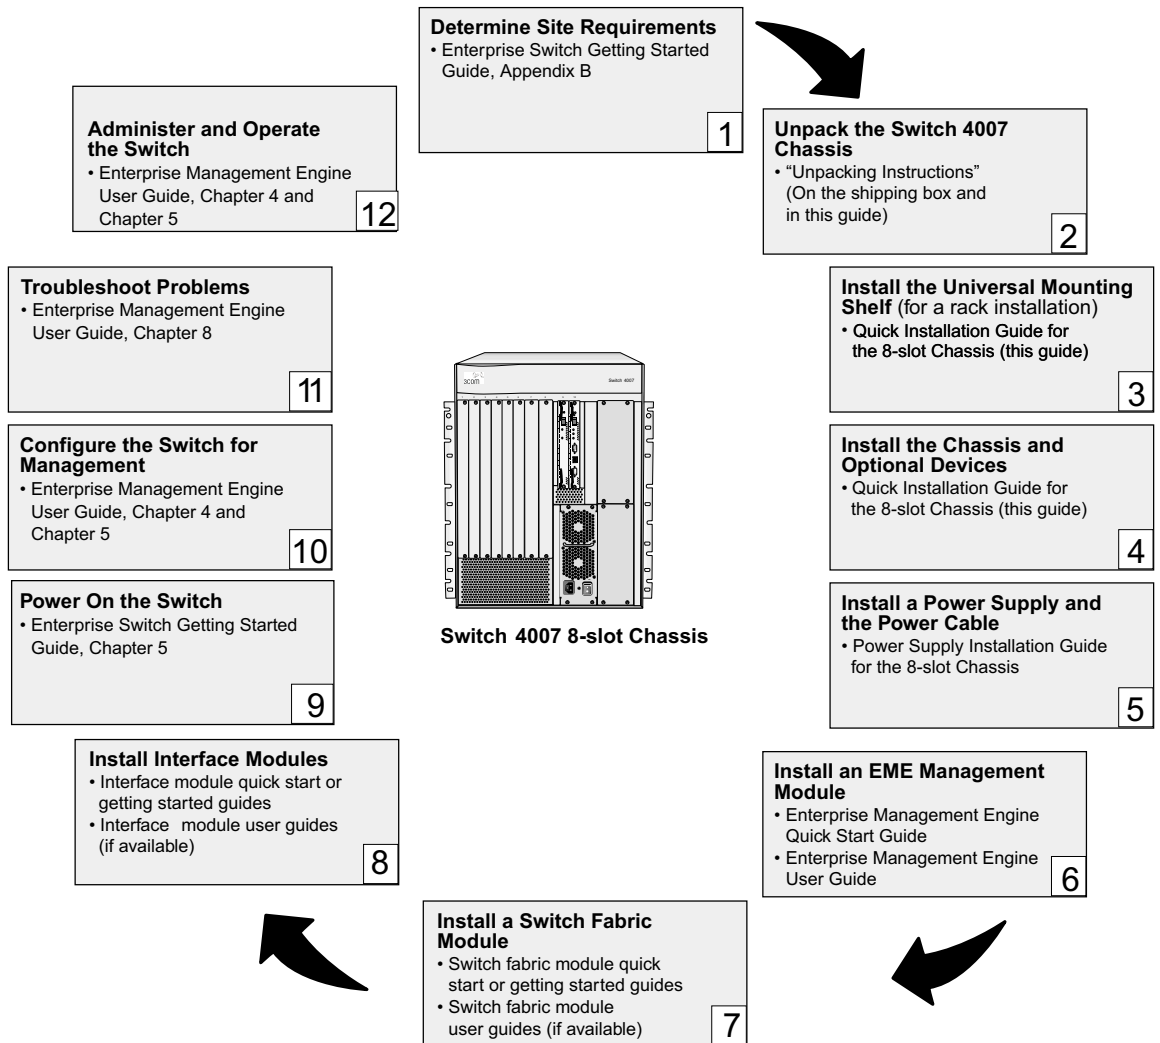 Determine Site Requirements
• Enterprise Switch Getting Started
Guide, Appendix B
1
Unpack the Switch 4007
Chassis
• “Unpacking Instructions”
(On the shipping box and
in this guide)
2
Install the Universal Mounting
Shelf (for a rack installation)
• Quick Installation Guide for
the 8-slot Chassis (this guide)
3
Install the Chassis and
Optional Devices
• Quick Installation Guide for
the 8-slot Chassis (this guide)
4
Install a Power Supply and
the Power Cable
• Power Supply Installation Guide
for the 8-slot Chassis
5
Install an EME Management
Module
• Enterprise Management Engine
Quick Start Guide
• Enterprise Management Engine
User Guide
6
Install a Switch Fabric
Module
• Switch fabric module quick
start or getting started guides
• Switch fabric module
user guides (if available)
7
Install Interface Modules
• Interface module quick start or
getting started guides
• Interface module user guides
(if available)
8
Power On the Switch
• Enterprise Switch Getting Started
Guide, Chapter 5
9
Configure the Switch for
Management
• Enterprise Management Engine
User Guide, Chapter 4 and
Chapter 5
10
Troubleshoot Problems
• Enterprise Management Engine
User Guide, Chapter 8
11
Administer and Operate
the Switch
• Enterprise Management Engine
User Guide, Chapter 4 and
Chapter 5
12
3com
Switch 4007
Switch 4007 8-slot Chassis